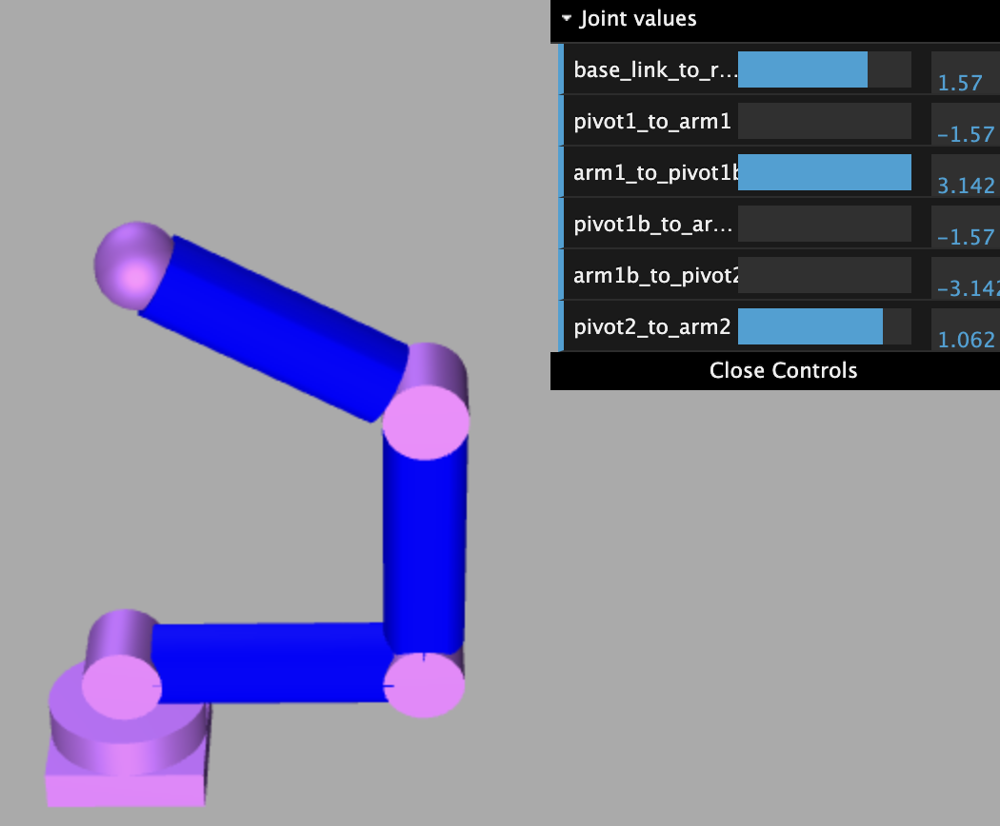 Joint values
base_link_to_r... 1.57
pivot1_to_arm1 -1.57
arm1_to_pivot1b 3.142
pivot1b_to_ar... -1.57
arm1b_to_pivot2 -3.142
pivot2_to_arm2 1.062
Close Controls